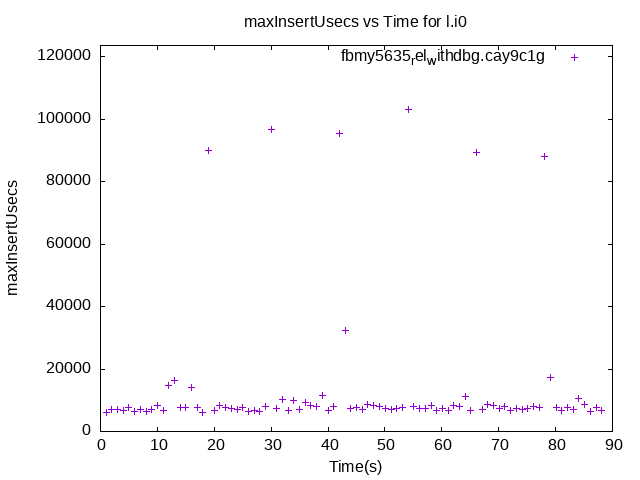 maxInsertUsecs vs Time for l.i0
fbmy5635relwithdbg.cay9c1g
120000
100000
80000
60000
40000
20000
0
maxInsertUsecs
0 10 20 30 40 50 60 70 80 90
Time(s)